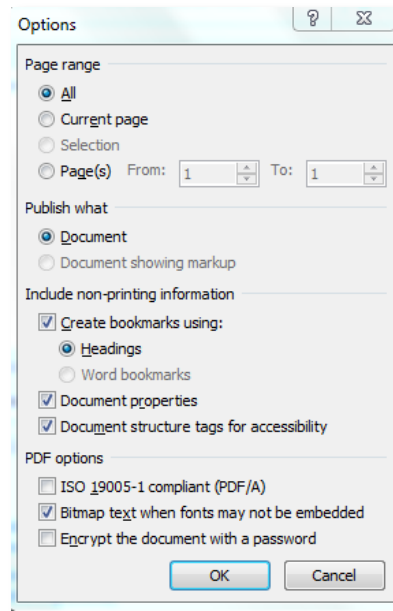 Options
Page range
All
Current page
Selection
Page(s) From: 1 To: 1
Publish what
Document
Document showing markup
Include non-printing information
Create bookmarks using:
Headings
Word bookmarks
Document properties
Document structure tags for accessibility
PDF options
ISO 19005-1 compliant (PDF/A)
Bitmap text when fonts may not be embedded
Encrypt the document with a password
OK Cancel